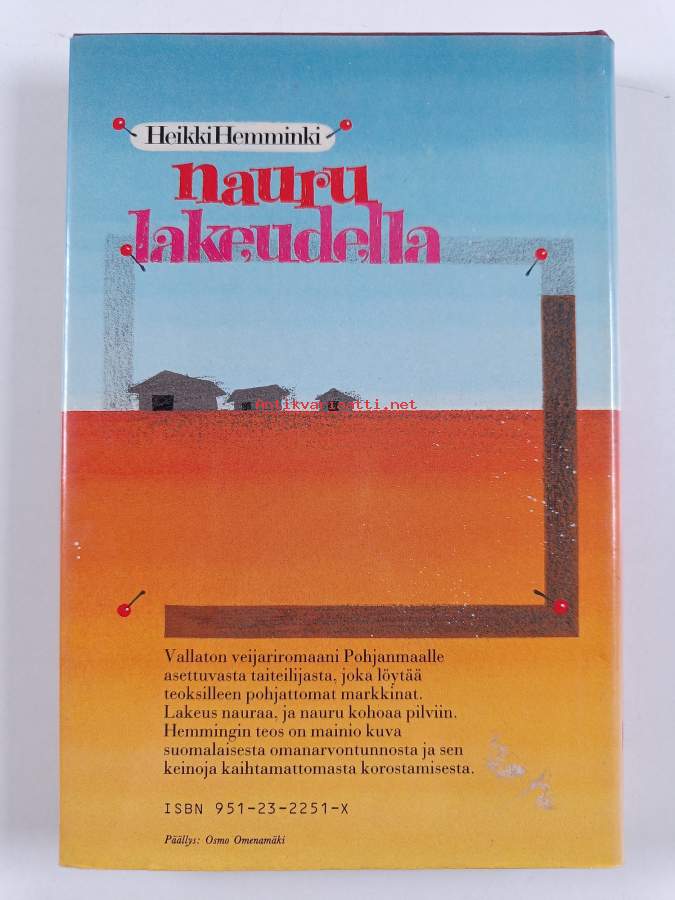 Heikki Hemminki
nauru
lakeudella
antikvariaatti.net
Vallaton veijariromaani Pohjanmaalle
asettuvasta taiteilijasta, joka löytää
teoksilleen pohjattomat markkinat.
Lakeus nauraa, ja nauru kohoaa pilviin.
Hemmingin teos on mainio kuva
suomalaisesta omanarvontunnosta ja sen
keinoja kaihtamattomasta korostamisesta.
ISBN 951-23-2251-X
Päällys: Osmo Omenamäki